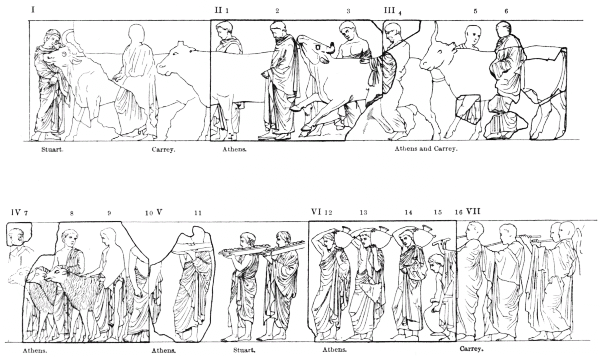 I II 1 2 3 III 4 5 6
Stuart. Carrey. Athens. Athens and Carrey.
IV 7 8 9 10 V 11 VI 12 13 14 15 16 VII
Athens. Athens. Stuart. Athens. Carrey.